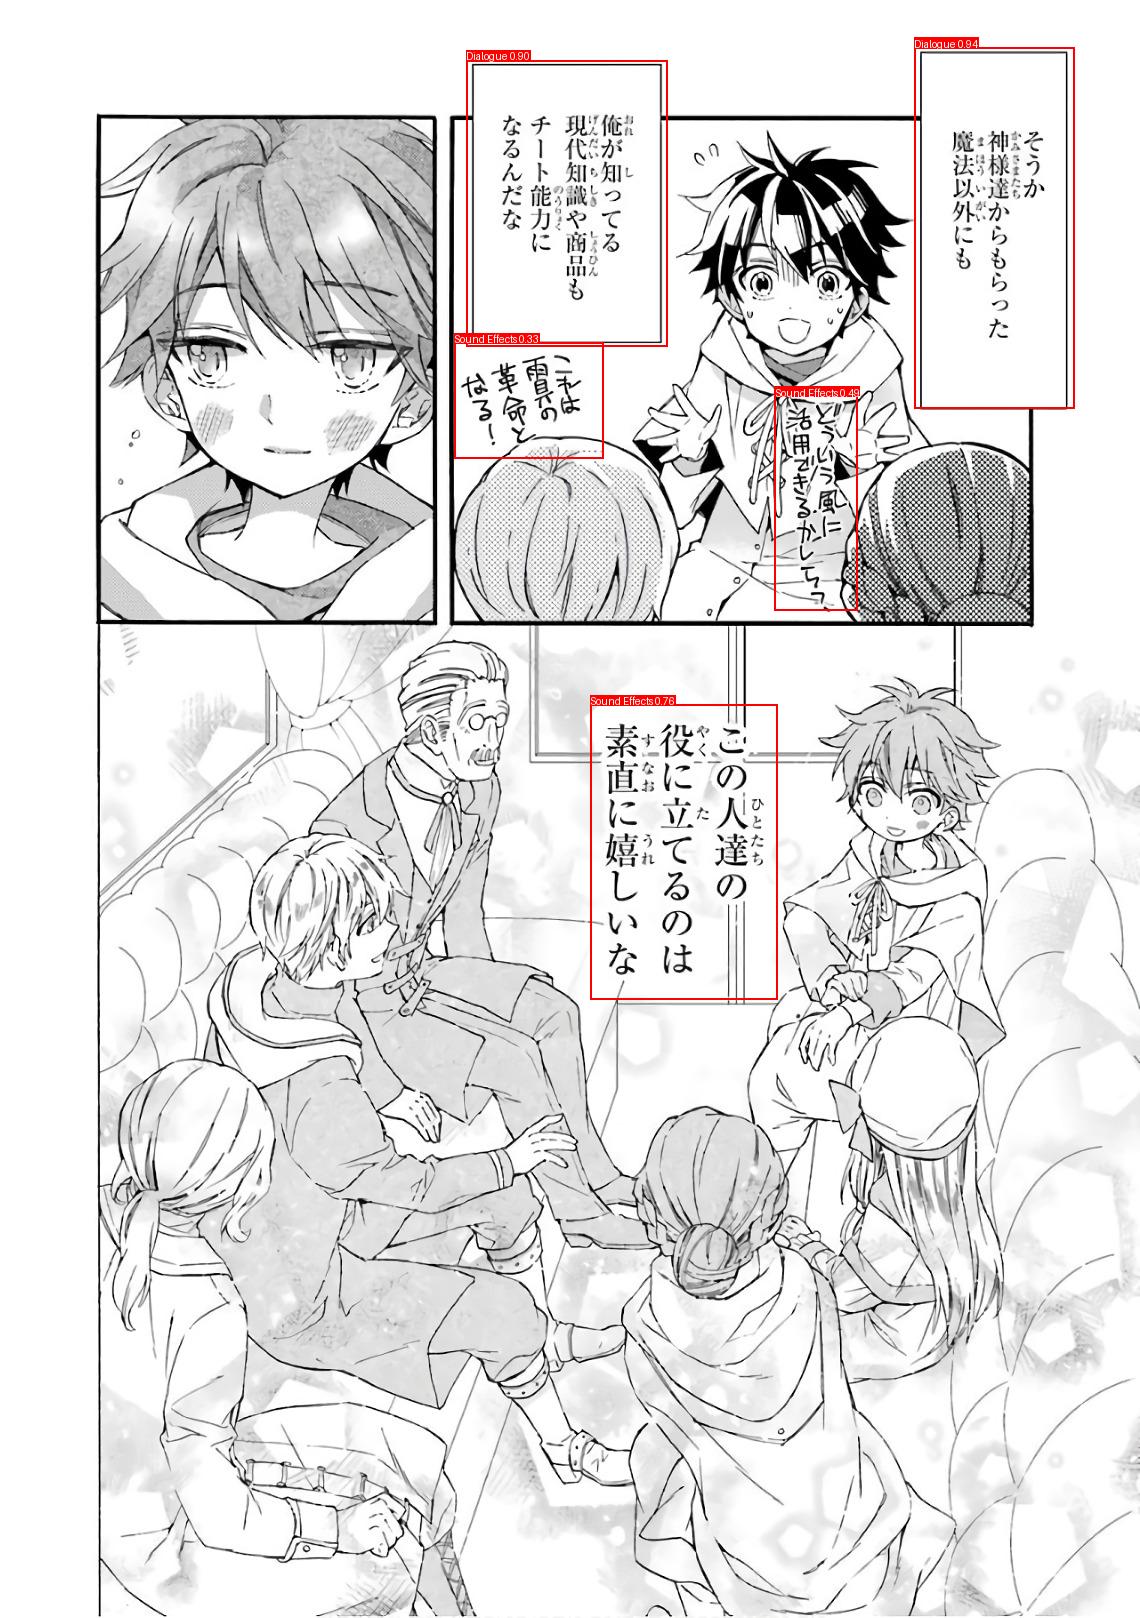 Dialogue 0.94
そうか
神様達からもらった
魔法以外にも
Dialogue 0.90
俺が知ってる
現代知識や商品も
チート能力に
なるんだな
Sound Effects 0.49
どういう風に
活用できるかしらっ
Sound Effects 0.33
これは
雷穴の
革命と
なる!
Sound Effects 0.76
この人達の
役に立てるのは
素直に嬉しいな